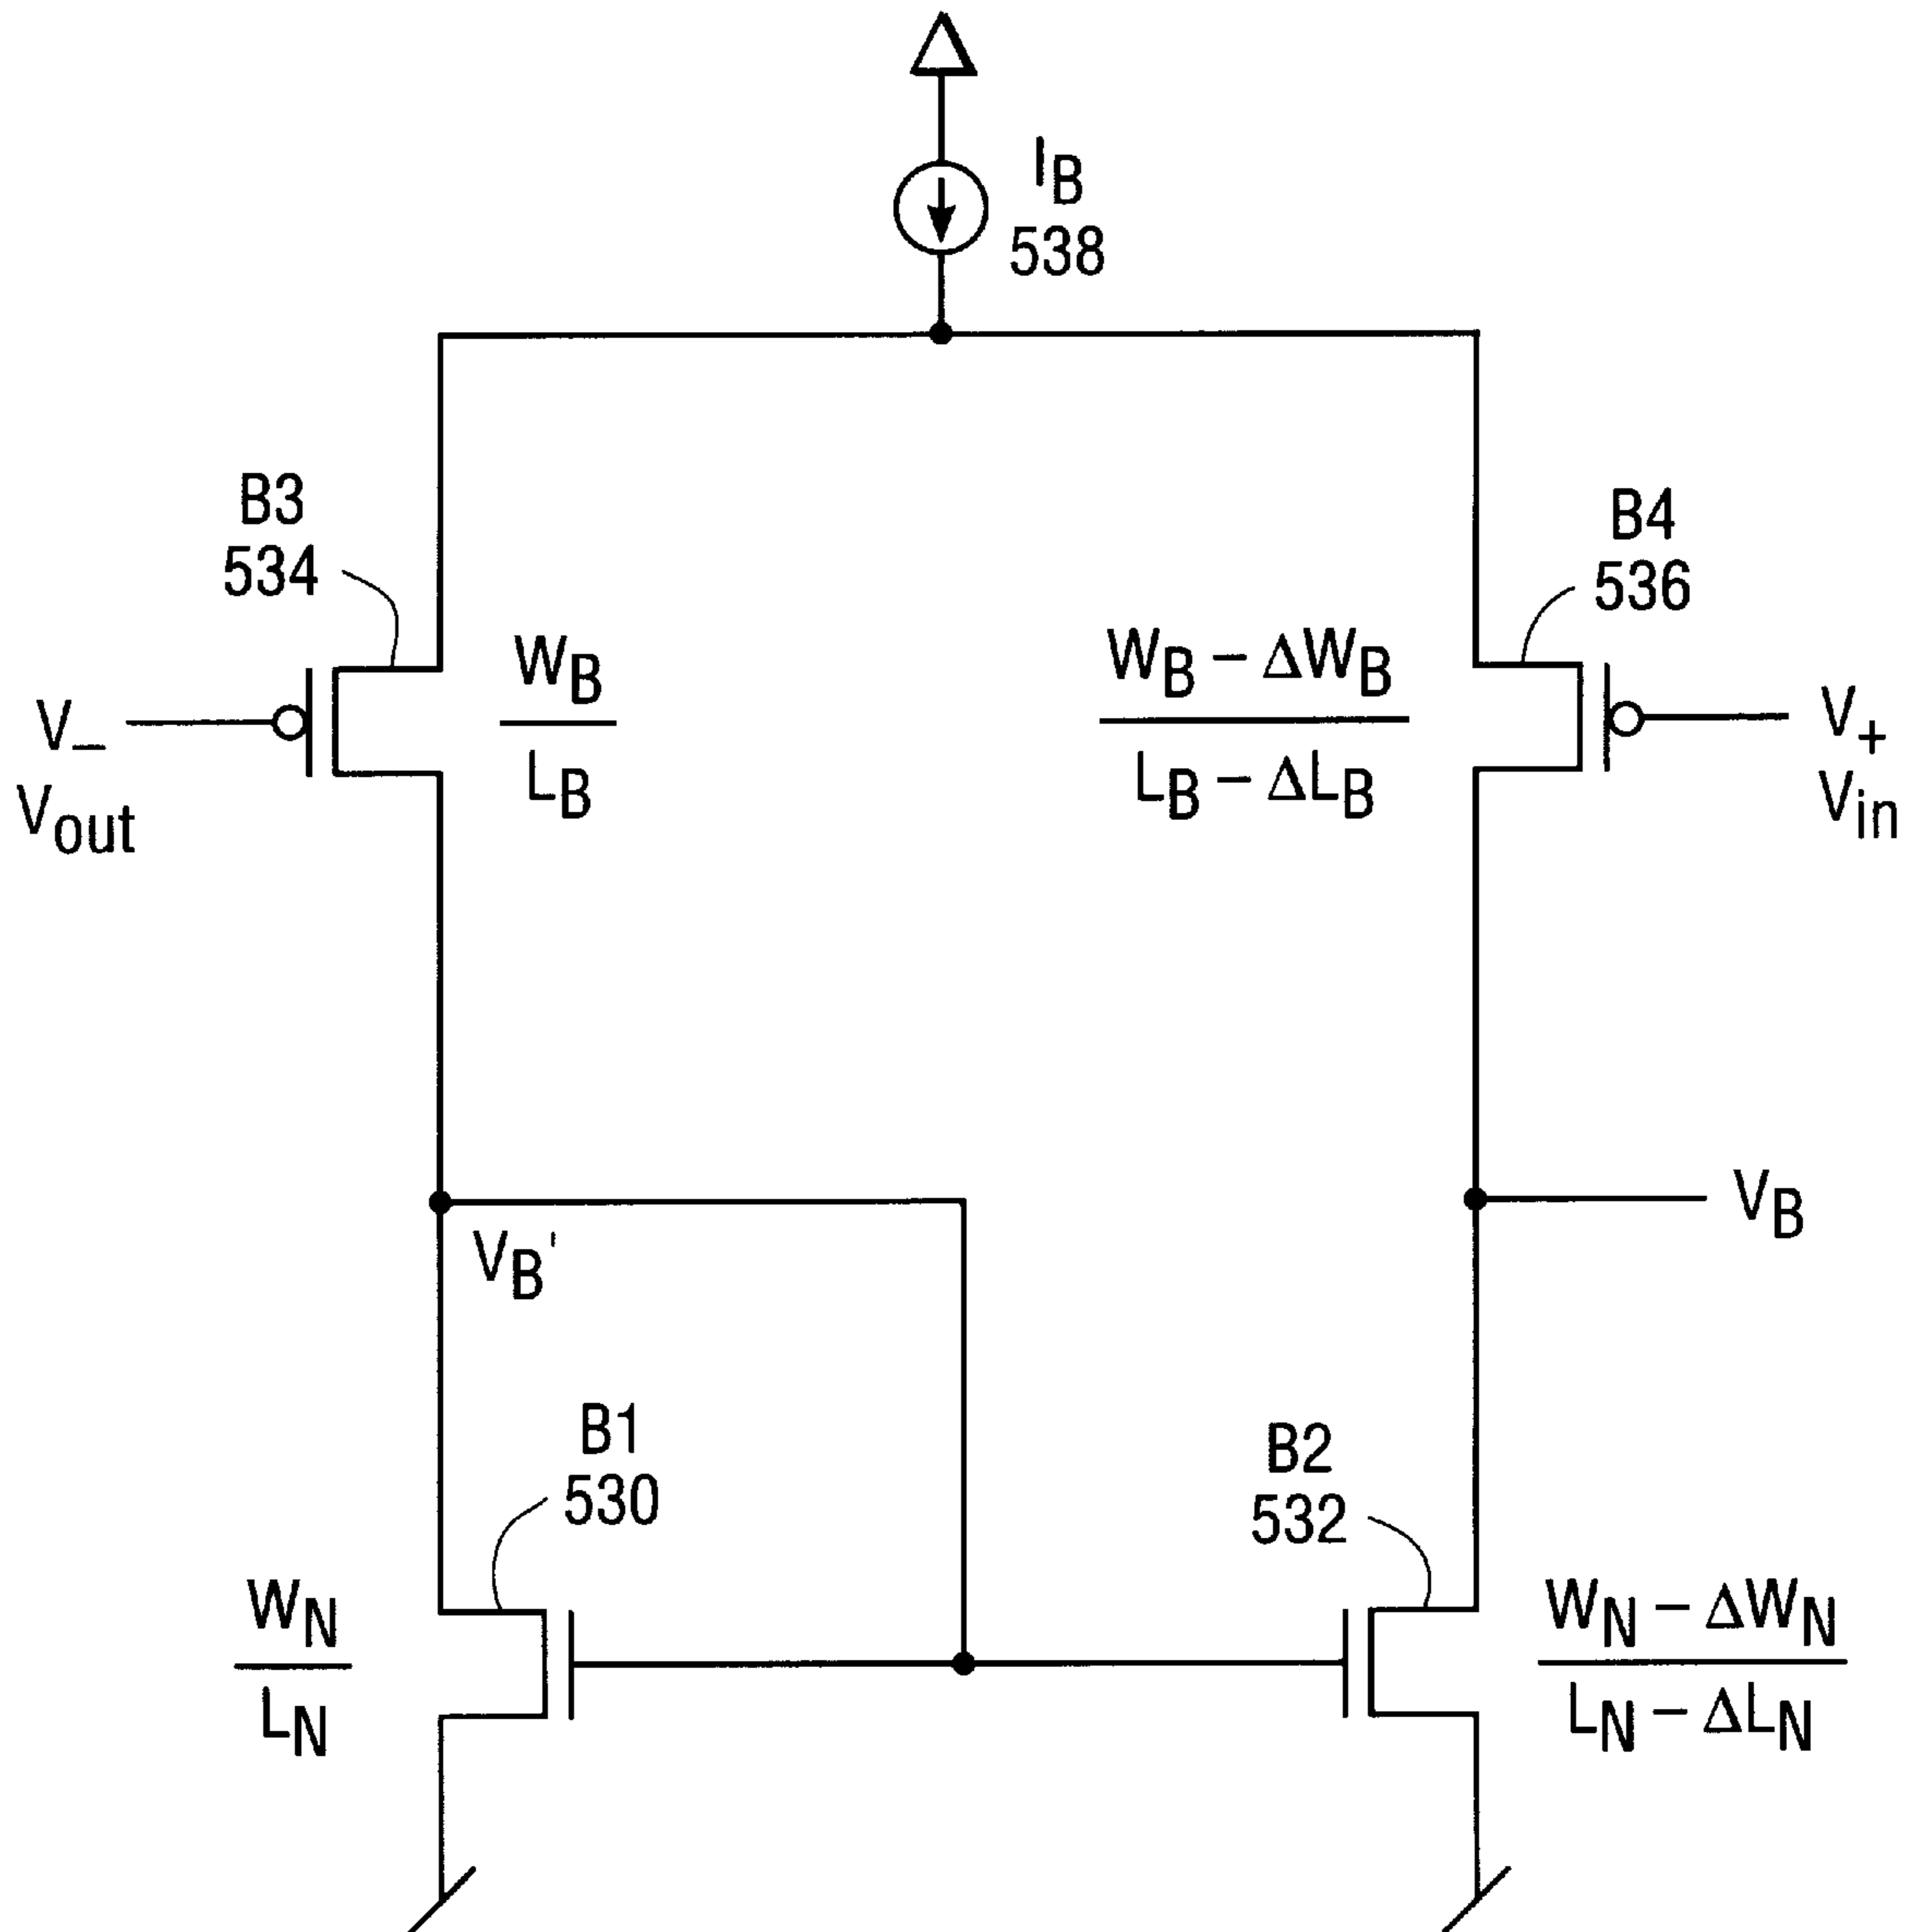 I_B
538
B3
534
B4
536
W_B
L_B
W_B – ΔW_B
L_B – ΔL_B
V_–
V_out
V_+
V_in
V_B'
V_B
B1
530
B2
532
W_N
L_N
W_N – ΔW_N
L_N – ΔL_N